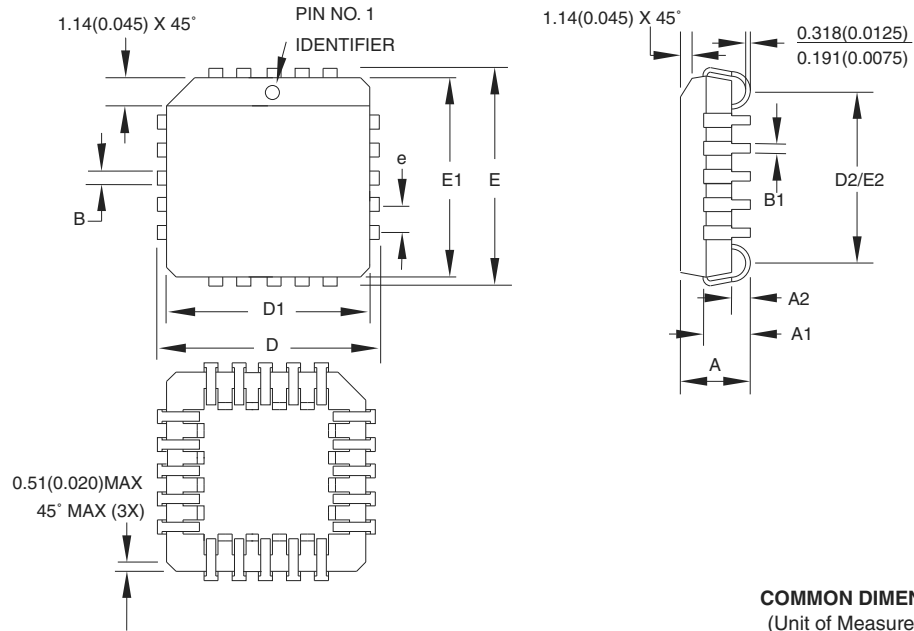 1.14(0.045) X 45˚
PIN NO. 1
IDENTIFIER
1.14(0.045) X 45˚
0.318(0.0125)
0.191(0.0075)
e
E1
E
B
B1
D2/E2
D1
D
A2
A1
A
0.51(0.020)MAX
45˚ MAX (3X)
COMMON DIMEN
(Unit of Measure